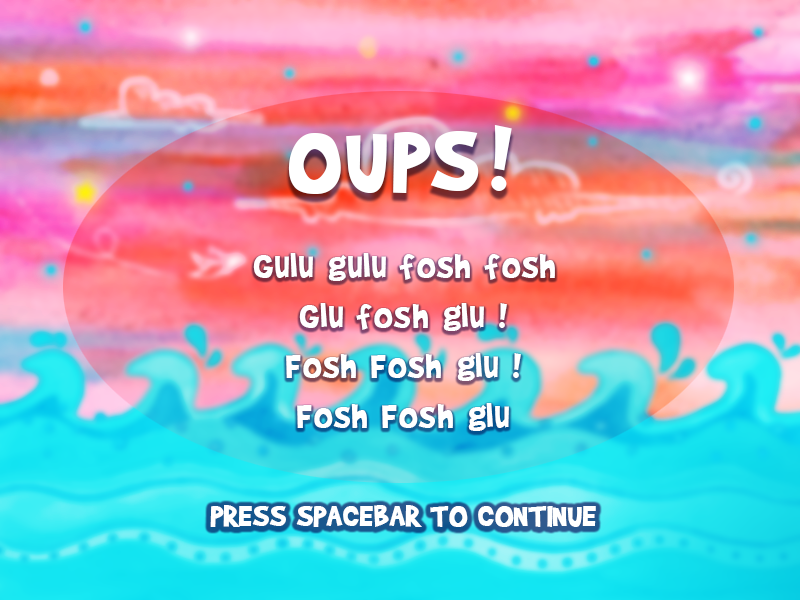 OUPS!
Gulu gulu fosh fosh
Glu fosh glu !
Fosh Fosh glu !
Fosh Fosh glu
PRESS SPACEBAR TO CONTINUE